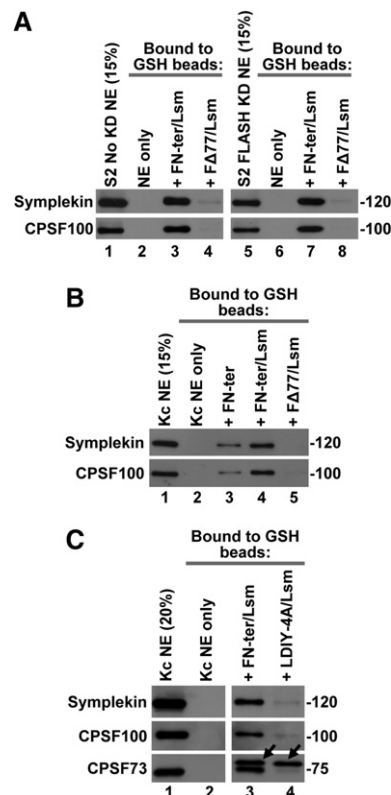 A
S2 No KD NE (15%)
Bound to
GSH beads:
NE only
+ FN-ter/Lsm
+ FΔ77/Lsm
S2 FLASH KD NE (15%)
Bound to
GSH beads:
NE only
+ FN-ter/Lsm
+ FΔ77/Lsm
Symplekin -120
CPSF100 -100
1 2 3 4 5 6 7 8
B
Bound to GSH
beads:
Kc NE (15%)
Kc NE only
+ FN-ter
+ FN-ter/Lsm
+ FΔ77/Lsm
Symplekin -120
CPSF100 -100
1 2 3 4 5
C
Bound to GSH
beads:
Kc NE (20%)
Kc NE only
+ FN-ter/Lsm
+ LDIY-4A/Lsm
Symplekin -120
CPSF100 -100
CPSF73 -75
1 2 3 4